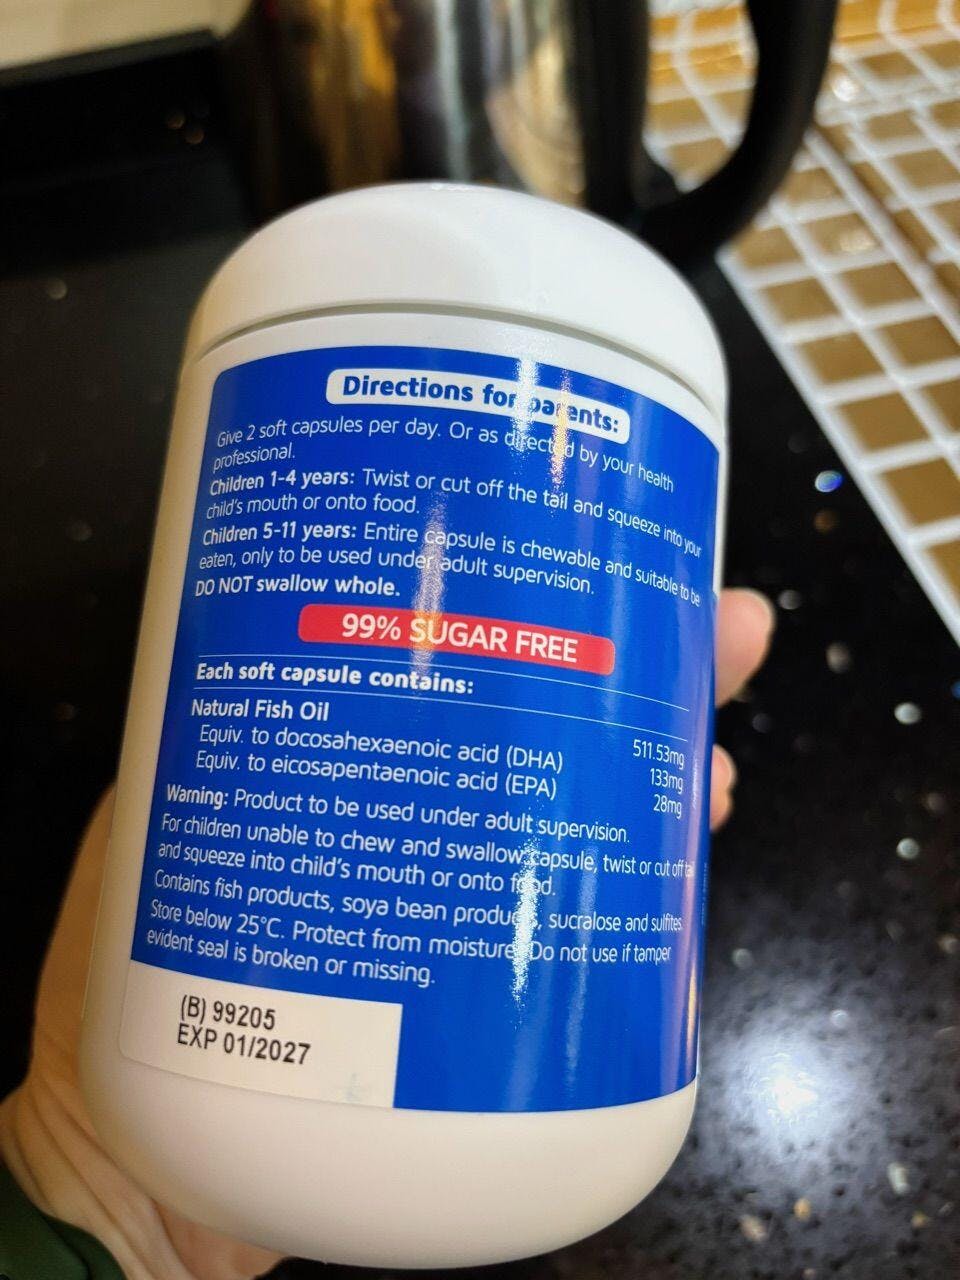 Directions for parents:
Give 2 soft capsules per day. Or as directed by your health
professional.
Children 1-4 years: Twist or cut off the tail and squeeze into your
child's mouth or onto food.
Children 5-11 years: Entire capsule is chewable and suitable to be
eaten, only to be used under adult supervision.
DO NOT swallow whole.
99% SUGAR FREE
Each soft capsule contains:
Natural Fish Oil 511.53mg
Equiv. to docosahexaenoic acid (DHA) 133mg
Equiv. to eicosapentaenoic acid (EPA) 28mg
Warning: Product to be used under adult supervision.
For children unable to chew and swallow capsule, twist or cut off tail
and squeeze into child's mouth or onto food.
Contains fish products, soya bean products, sucralose and sulfites.
Store below 25°C. Protect from moisture. Do not use if tamper
evident seal is broken or missing.
(B) 99205
EXP 01/2027